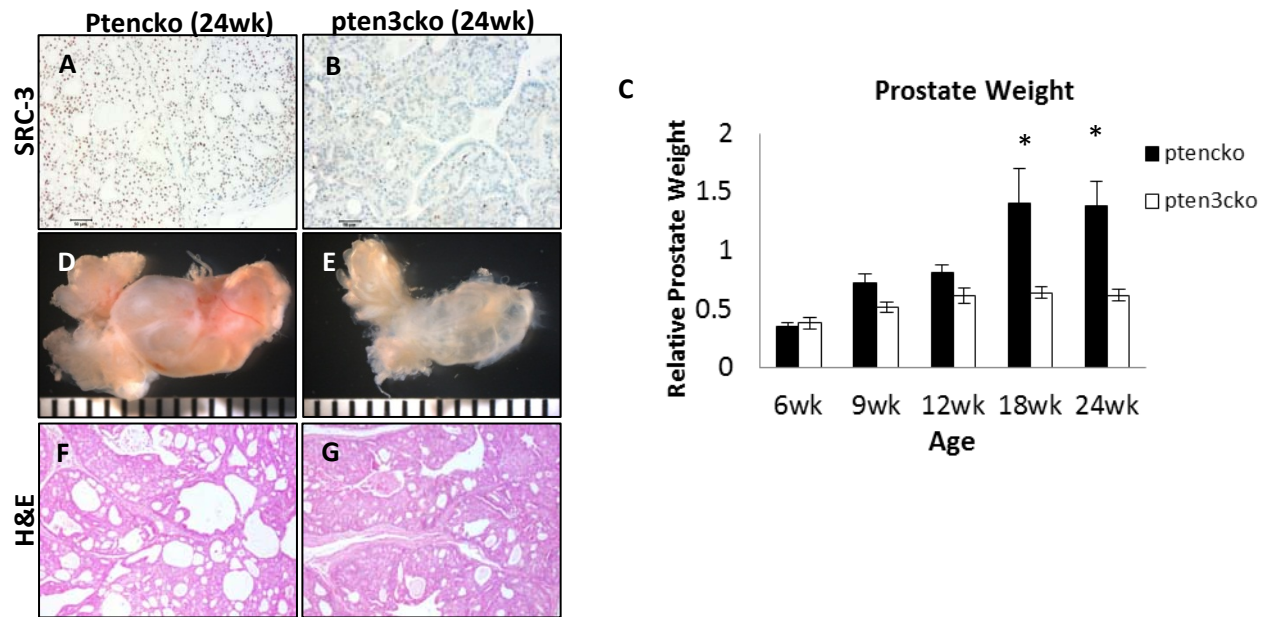 Ptencko (24wk)
pten3cko (24wk)
SRC-3
A
B
D
E
H&E
F
G
C
Prostate Weight
Relative Prostate Weight
2
1.5
1
0.5
0
*
*
ptencko
pten3cko
6wk 9wk 12wk 18wk 24wk
Age